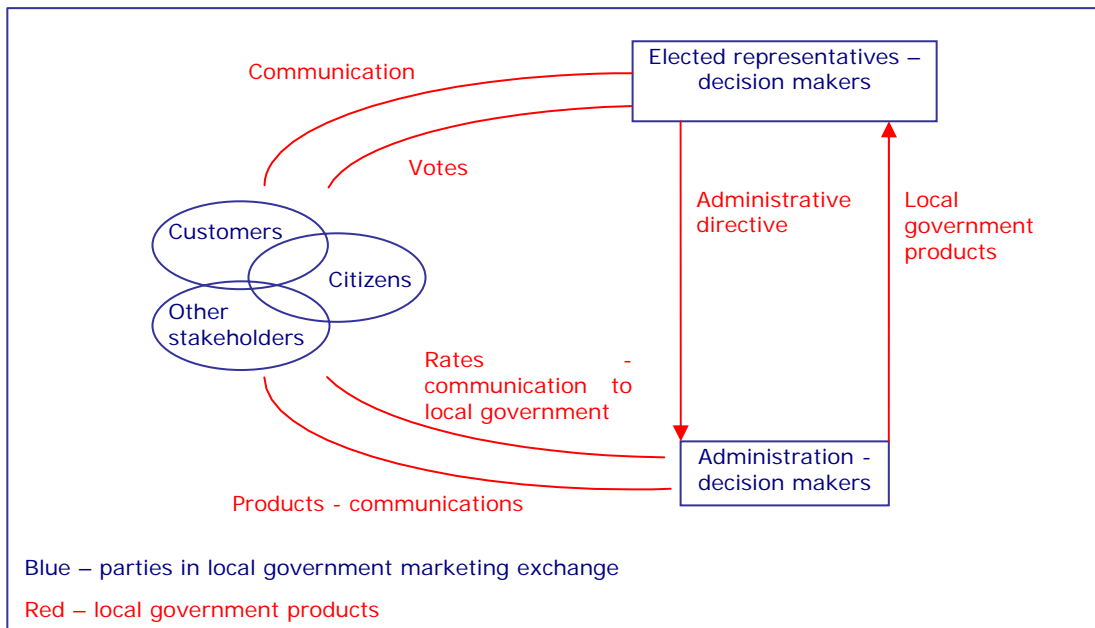 Elected representatives –
decision makers
Communication
Votes
Administrative
directive
Local
government
products
Customers
Citizens
Other
stakeholders
Rates -
communication to
local government
Administration -
decision makers
Products - communications
Blue – parties in local government marketing exchange
Red – local government products